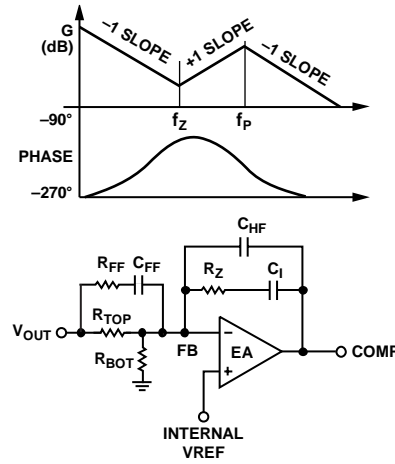 G
(dB)
–1 SLOPE
+1 SLOPE
–1 SLOPE
–90°
fZ
fP
PHASE
–270°
CHF
RFF
CFF
RZ
CI
VOUT
RTOP
RBOT
FB
EA
–
+
COMP
INTERNAL
VREF